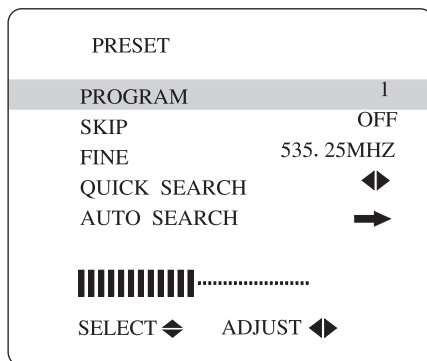 PRESET
PROGRAM 1
SKIP OFF
FINE 535.25MHZ
QUICK SEARCH
AUTO SEARCH
SELECT ADJUST